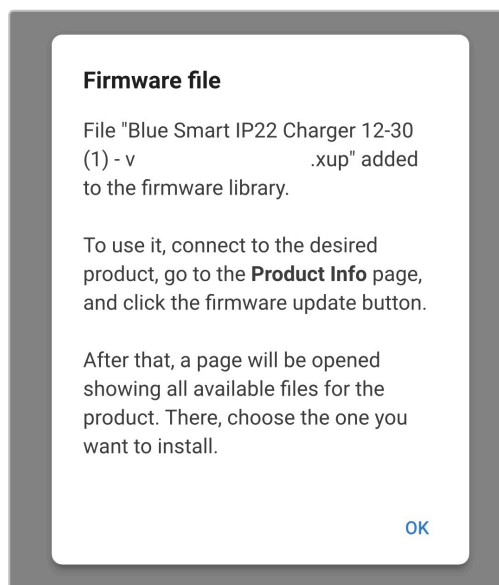 Firmware file
File "Blue Smart IP22 Charger 12-30
(1) - v .xup" added
to the firmware library.
To use it, connect to the desired
product, go to the Product Info page,
and click the firmware update button.
After that, a page will be opened
showing all available files for the
product. There, choose the one you
want to install.
OK